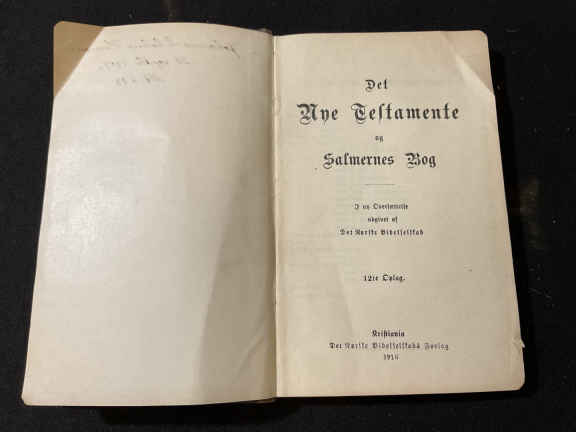 Det
Nye Testamente
og
Salmernes Bog
I ny Oversættelse
udgivet af
Det Norske Bibelselskab
12te Oplag.
Kristiania
Det Norske Bibelselskabs Forlag
1916